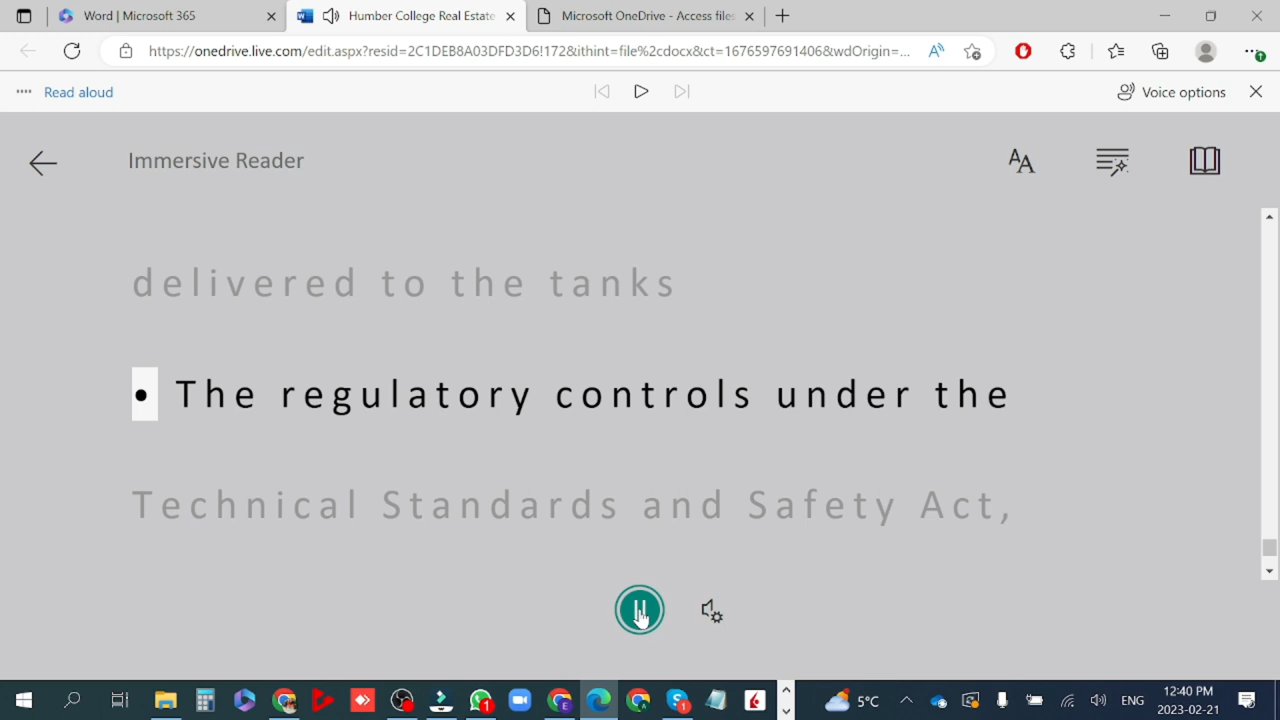 Word | Microsoft 365
Humber College Real Estate
Microsoft OneDrive - Access files
https://onedrive.live.com/edit.aspx?resid=2C1DEB8A03DFD3D6!172&ithint=file%2cdocx&ct=1676597691406&wdOrigin=...
Read aloud
Voice options
Immersive Reader
delivered to the tanks
• The regulatory controls under the
Technical Standards and Safety Act,
5°C
ENG
12:40 PM
2023-02-21